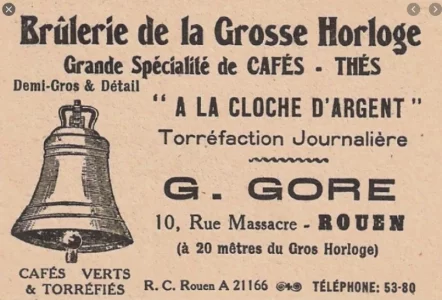 Brûlerie de la Grosse Horloge
Grande Spécialité de CAFÉS - THÉS
Demi-Gros & Détail
" A LA CLOCHE D'ARGENT "
Torréfaction Journalière
G. GORE
10, Rue Massacre - ROUEN
(à 20 mètres du Gros Horloge)
CAFÉS VERTS
& TORRÉFIÉS
R. C. Rouen A 21166 TÉLÉPHONE: 53-80